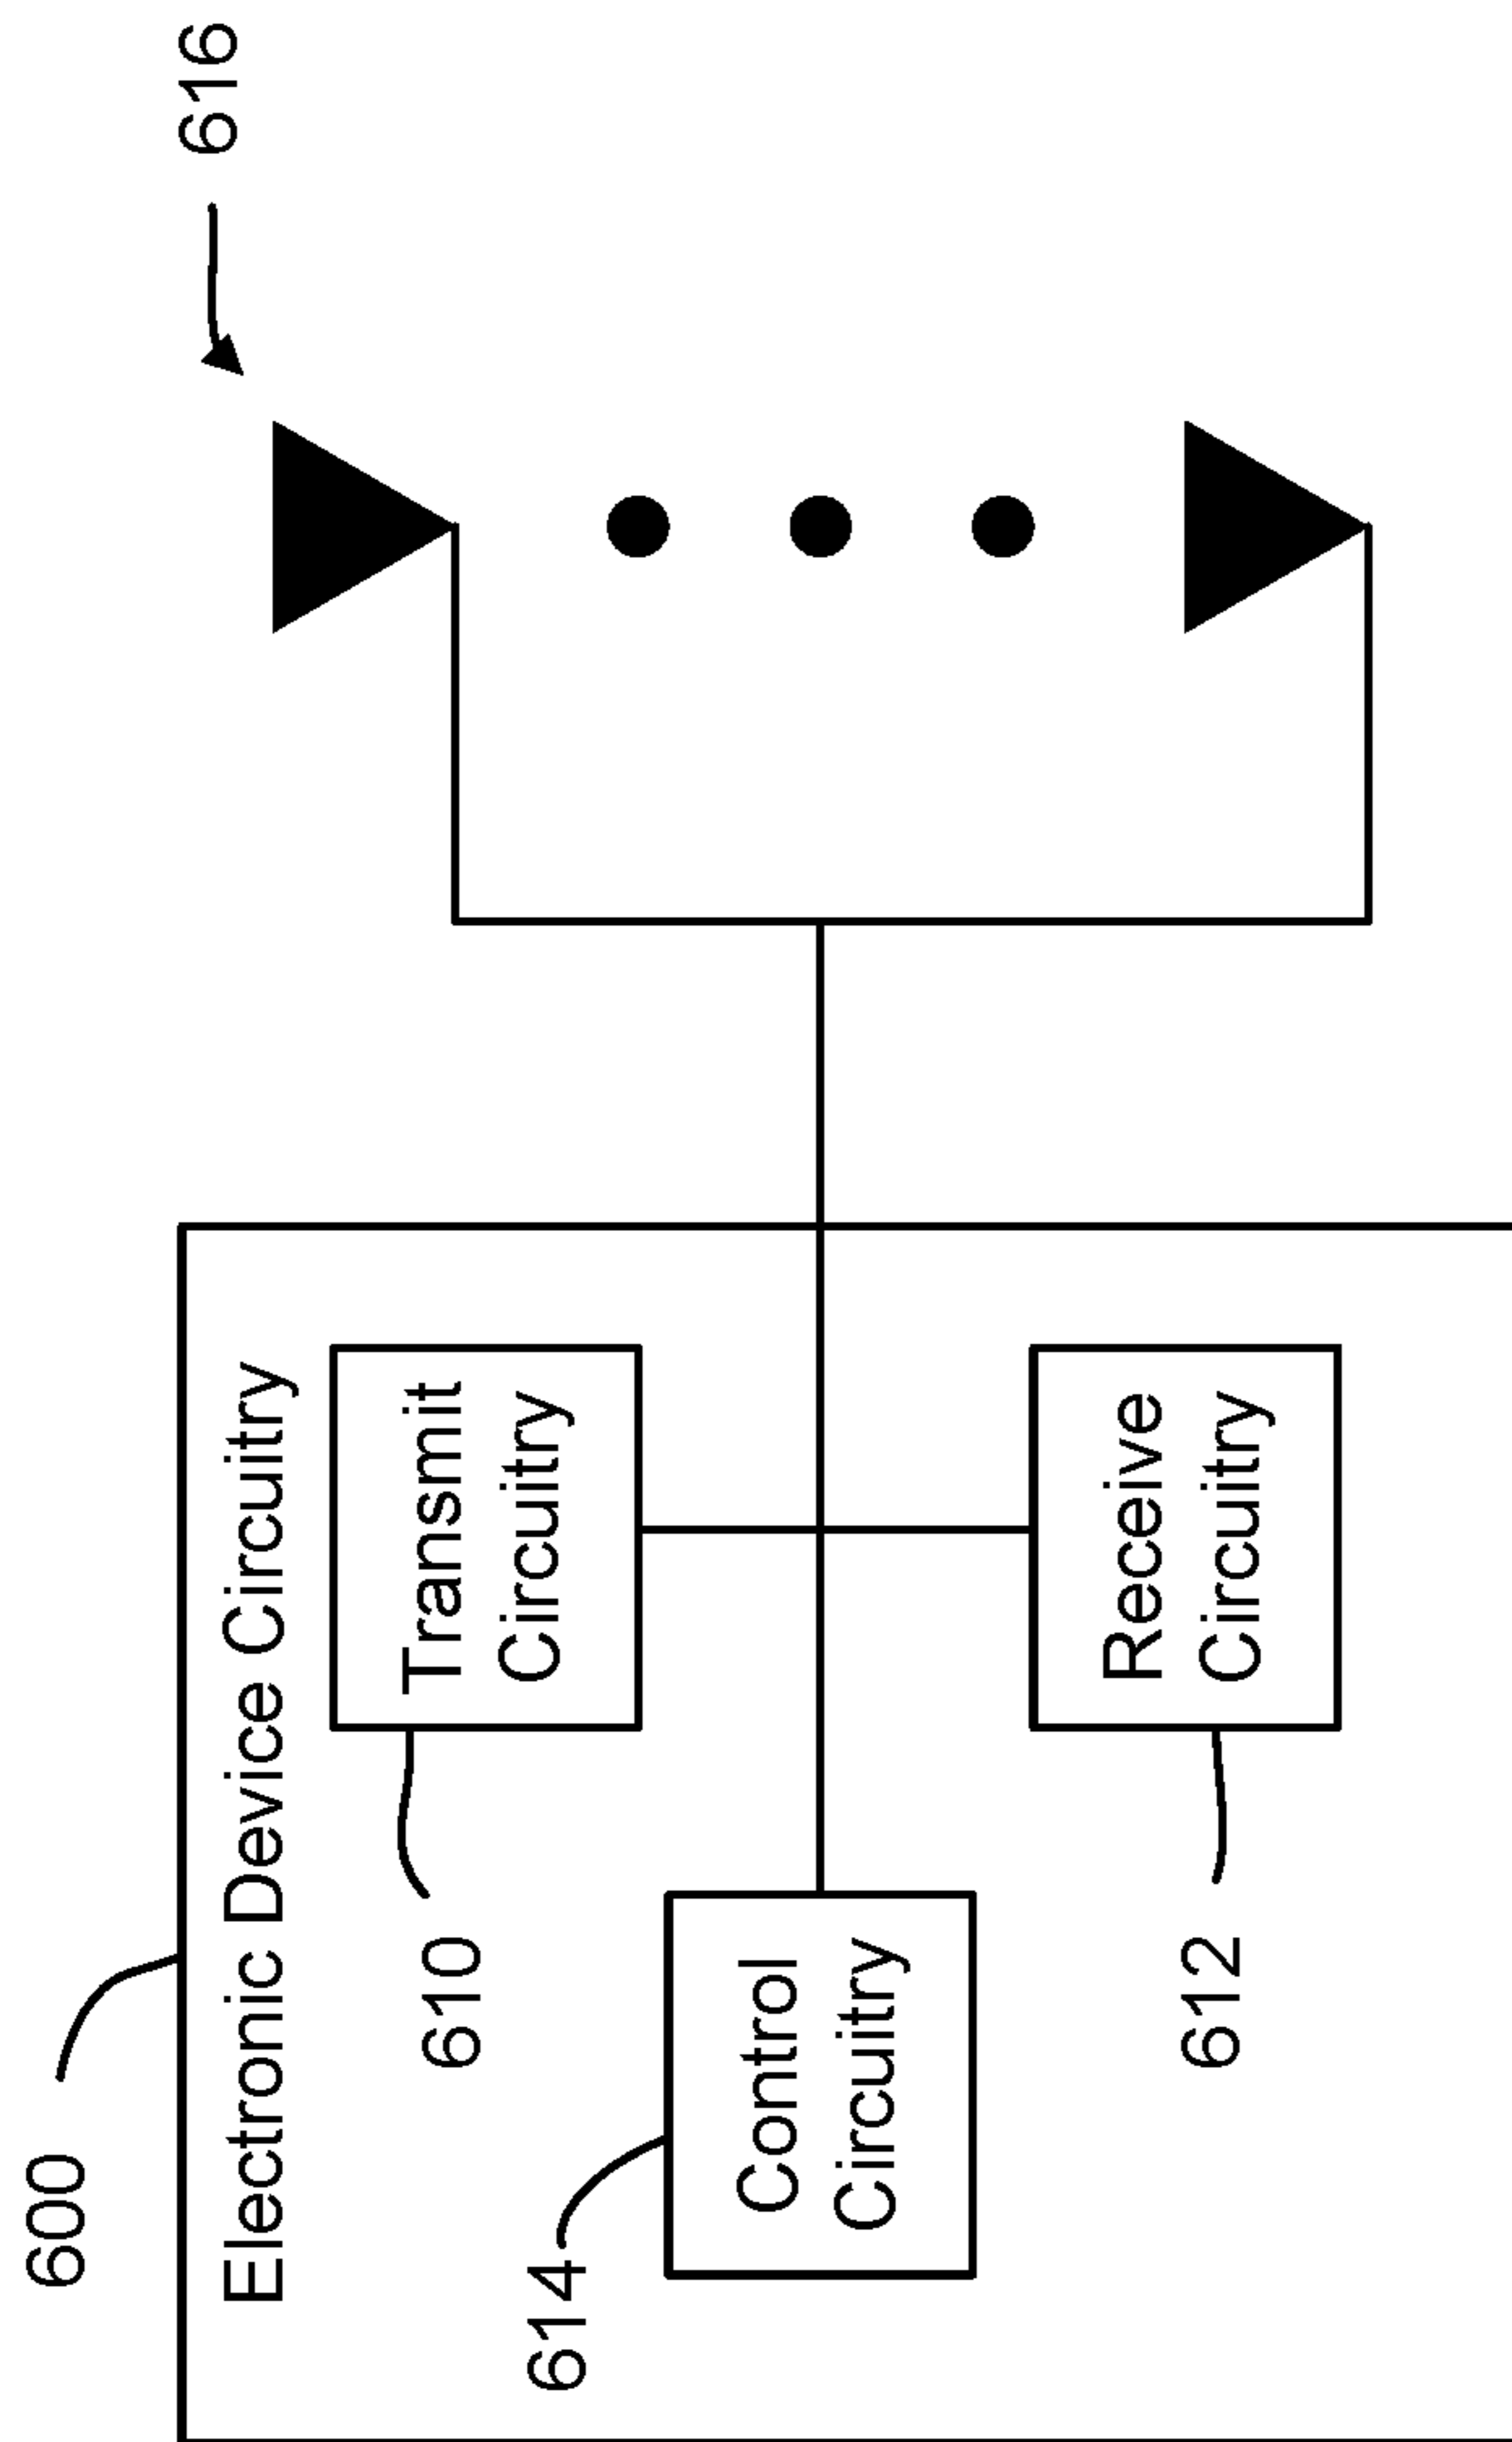 600
Electronic Device Circuitry
610
Transmit
Circuitry
614
Control
Circuitry
612
Receive
Circuitry
616